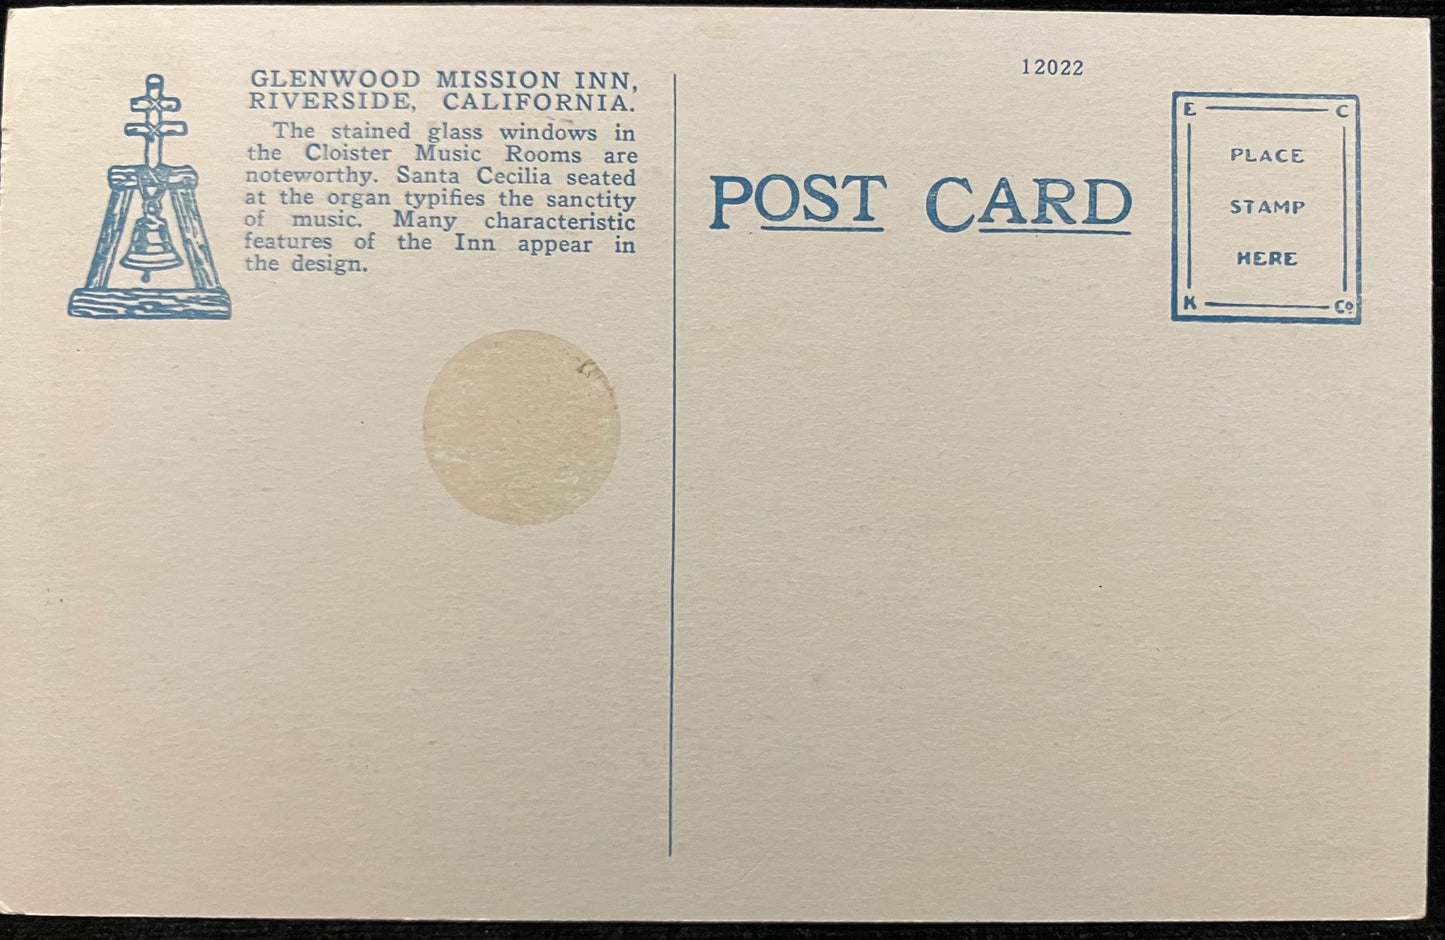 GLENWOOD MISSION INN,
RIVERSIDE, CALIFORNIA.
The stained glass windows in
the Cloister Music Rooms are
noteworthy. Santa Cecilia seated
at the organ typifies the sanctity
of music. Many characteristic
features of the Inn appear in
the design.
12022
POST CARD
E C
PLACE
STAMP
HERE
K Co